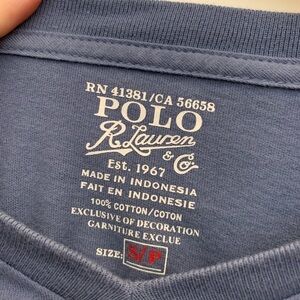 RN 41381/CA 56658
POLO
R. Lauren
& Co
Est. 1967
MADE IN INDONESIA
FAIT EN INDONESIE
100% COTTON/COTON
EXCLUSIVE OF DECORATION
GARNITURE EXCLUE
SIZE: S/P